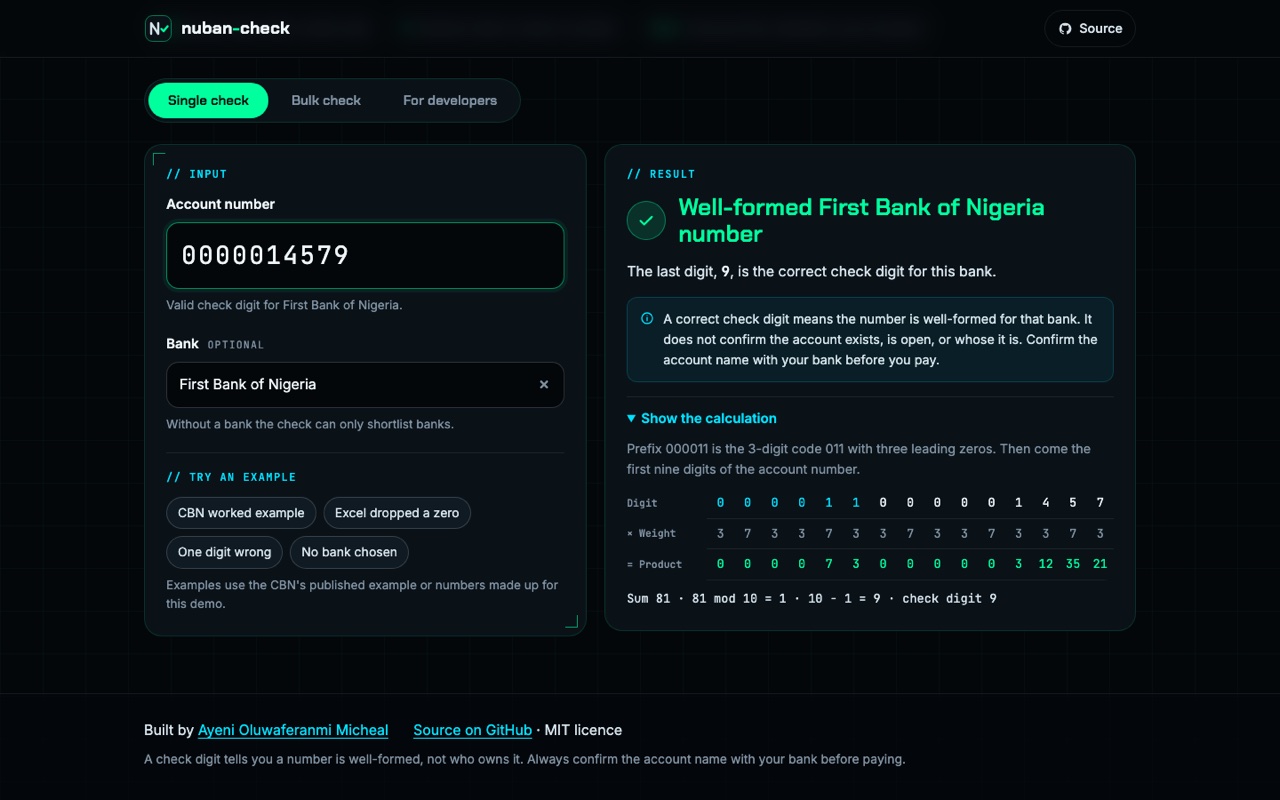 nuban-check
Source
Single check
Bulk check
For developers
// INPUT
Account number
0000014579
Valid check digit for First Bank of Nigeria.
Bank OPTIONAL
First Bank of Nigeria ×
Without a bank the check can only shortlist banks.
// TRY AN EXAMPLE
CBN worked example
Excel dropped a zero
One digit wrong
No bank chosen
Examples use the CBN's published example or numbers made up for
this demo.
// RESULT
Well-formed First Bank of Nigeria
number
The last digit, 9, is the correct check digit for this bank.
A correct check digit means the number is well-formed for that bank. It
does not confirm the account exists, is open, or whose it is. Confirm the
account name with your bank before you pay.
▼ Show the calculation
Prefix 000011 is the 3-digit code 011 with three leading zeros. Then come the
first nine digits of the account number.
Digit 0 0 0 0 1 1 0 0 0 0 0 1 4 5 7
× Weight 3 7 3 3 7 3 3 7 3 3 7 3 3 7 3
= Product 0 0 0 0 7 3 0 0 0 0 0 3 12 35 21
Sum 81 · 81 mod 10 = 1 · 10 - 1 = 9 · check digit 9
Built by Ayeni Oluwaferanmi Micheal Source on GitHub · MIT licence
A check digit tells you a number is well-formed, not who owns it. Always confirm the account name with your bank before paying.